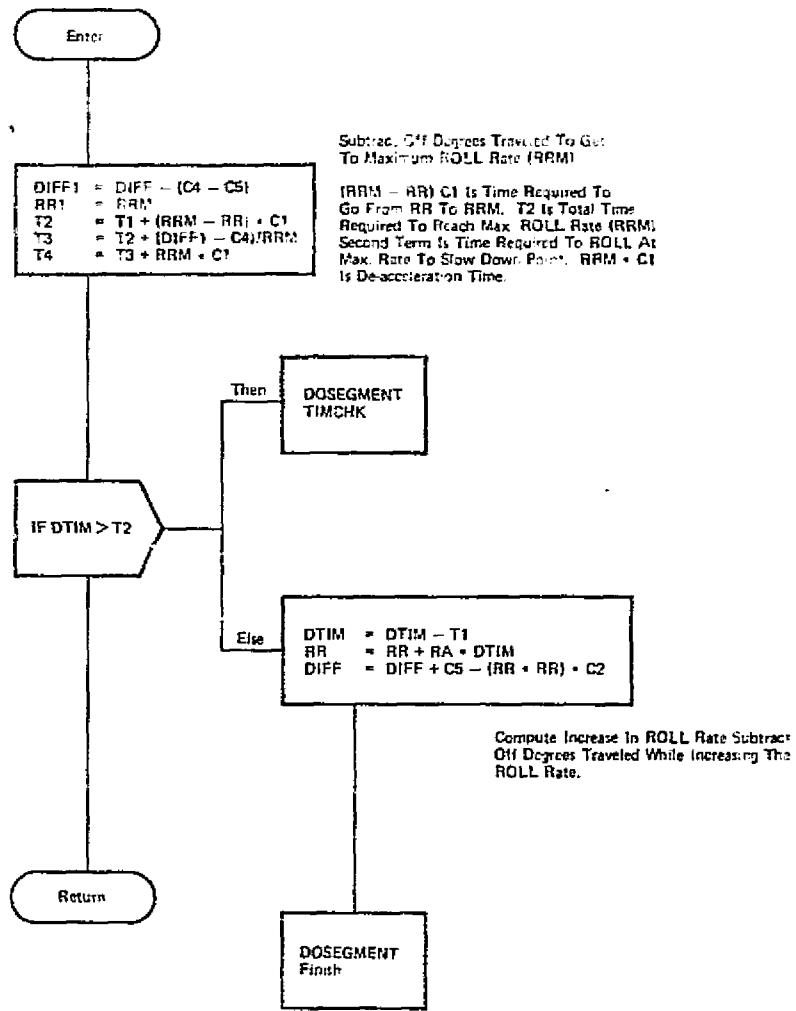 Enter
Subtract Off Degrees Traveled To Get
To Maximum ROLL Rate (RRM)
DIFF1 = DIFF - (C4 - C5)
RR1 = RRM
T2 = T1 + (RRM - RR) * C1
T3 = T2 + (DIFF1 - C4)/RRM
T4 = T3 + RRM * C1
(RRM - RR) C1 Is Time Required To
Go From RR To RRM. T2 Is Total Time
Required To Reach Max. ROLL Rate (RRM)
Second Term Is Time Required To ROLL At
Max. Rate To Slow Down Point. RRM * C1
Is De-acceleration Time.
Then
DOSEGMENT
TIMCHK
IF DTIM > T2
Else
DTIM = DTIM - T1
RR = RR + RA * DTIM
DIFF = DIFF + C5 - (RR * RR) * C2
Compute Increase In ROLL Rate Subtract
Off Degrees Traveled While Increasing The
ROLL Rate.
Return
DOSEGMENT
Finish